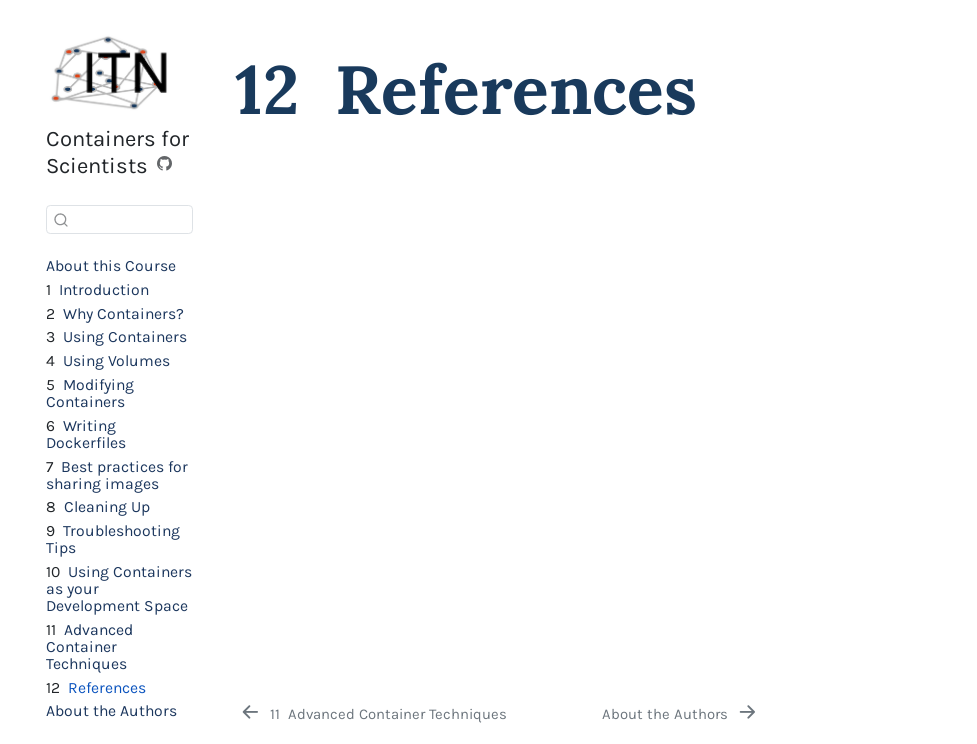 ITN
Containers for
Scientists
About this Course
1 Introduction
2 Why Containers?
3 Using Containers
4 Using Volumes
5 Modifying
Containers
6 Writing
Dockerfiles
7 Best practices for
sharing images
8 Cleaning Up
9 Troubleshooting
Tips
10 Using Containers
as your
Development Space
11 Advanced
Container
Techniques
12 References
About the Authors
12 References
11 Advanced Container Techniques
About the Authors